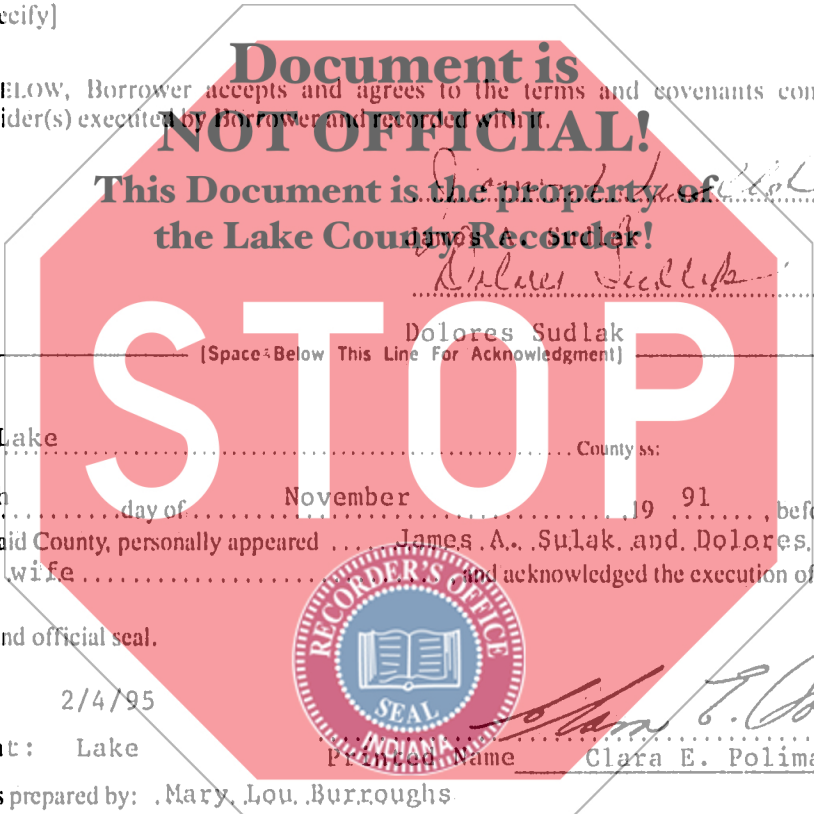 ecify]
Document is
ELOW, Borrower accepts and agrees to the terms and covenants con
ider(s) executed by Borrower and recorded with it.
NOT OFFICIAL!
This Document is the property of
the Lake County Recorder!
James A. Sudlak
Dolores Sudlak
Dolores Sudlak
[Space Below This Line For Acknowledgment]
STOP
Lake County ss:
day of November 19 91, befo
aid County, personally appeared James A. Sulak and Dolores
wife, and acknowledged the execution of
nd official seal.
RECORDER'S OFFICE
SEAL
INDIANA
2/4/95
at: Lake
Printed Name Clara E. Polima
s prepared by: Mary Lou Burroughs